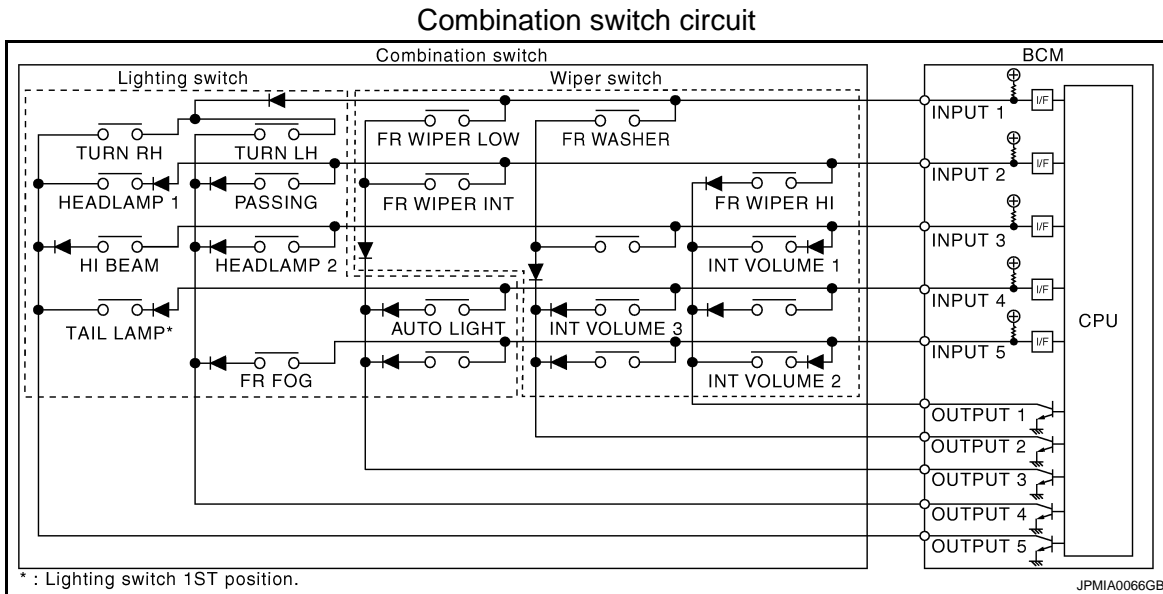 Combination switch circuit
Combination switch
BCM
Lighting switch
Wiper switch
INPUT 1
I/F
TURN RH
TURN LH
FR WIPER LOW
FR WASHER
INPUT 2
I/F
HEADLAMP 1
PASSING
FR WIPER INT
FR WIPER HI
INPUT 3
I/F
HI BEAM
HEADLAMP 2
INT VOLUME 1
INPUT 4
I/F
TAIL LAMP*
AUTO LIGHT
INT VOLUME 3
CPU
INPUT 5
I/F
FR FOG
INT VOLUME 2
OUTPUT 1
OUTPUT 2
OUTPUT 3
OUTPUT 4
OUTPUT 5
* : Lighting switch 1ST position.
JPMIA0066GB